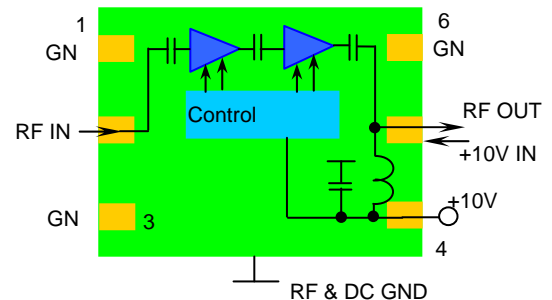 1
6
GN
GN
RF IN
Control
RF OUT
+10V IN
+10V
GN
3
4
RF & DC GND